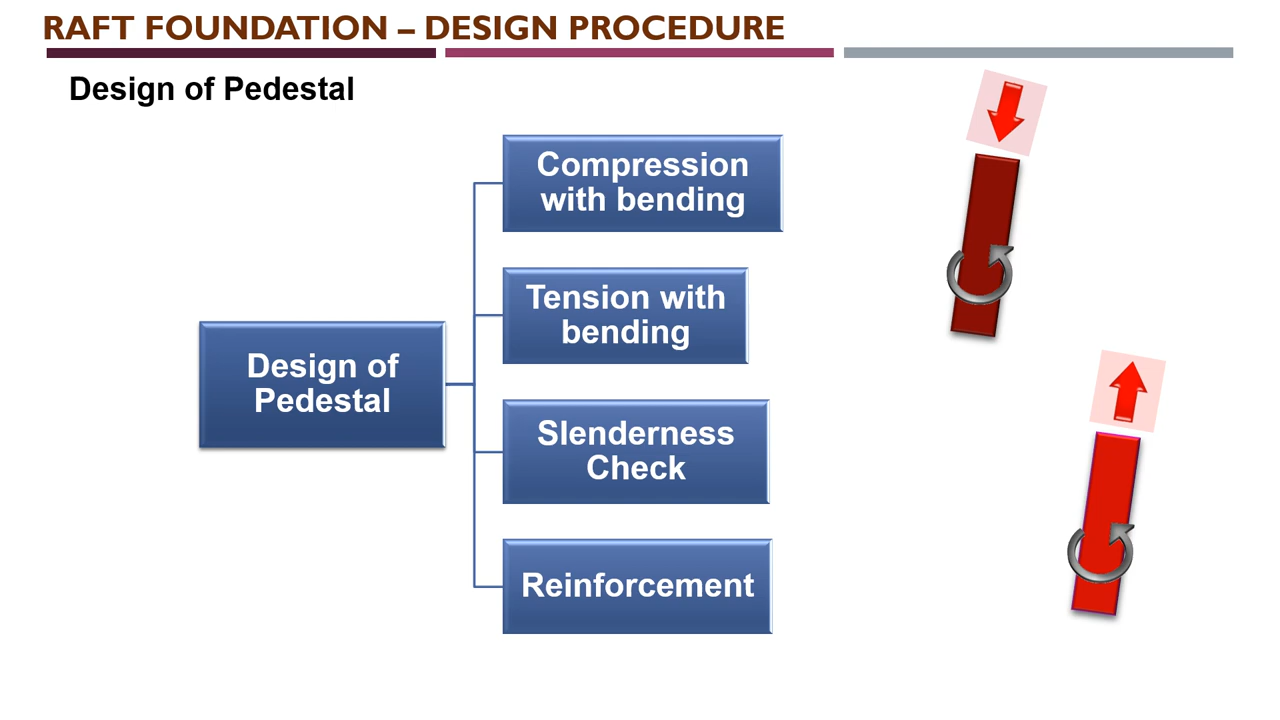 RAFT FOUNDATION – DESIGN PROCEDURE
Design of Pedestal
Compression
with bending
Tension with
bending
Design of
Pedestal
Slenderness
Check
Reinforcement